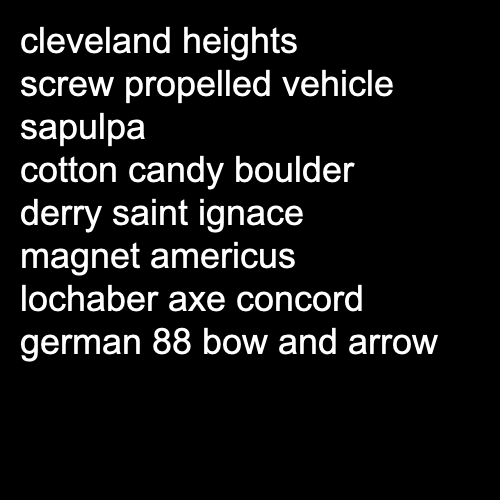 cleveland heights
screw propelled vehicle
sapulpa
cotton candy boulder
derry saint ignace
magnet americus
lochaber axe concord
german 88 bow and arrow